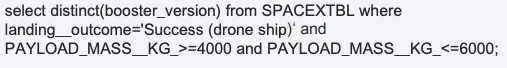 select distinct(booster_version) from SPACEXTBL where
landing__outcome='Success (drone ship)' and
PAYLOAD_MASS__KG_>=4000 and PAYLOAD_MASS__KG_<=6000;